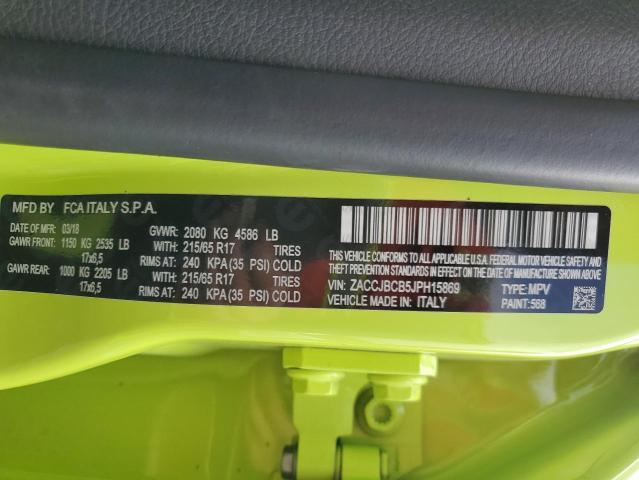 MFD BY FCA ITALY S.P.A.
DATE OF MFR: 03/18 GVWR: 2080 KG 4586 LB
GAWR FRONT: 1150 KG 2535 LB WITH: 215/65 R17 TIRES
17x6,5 RIMS AT: 240 KPA (35 PSI) COLD
GAWR REAR: 1000 KG 2205 LB WITH: 215/65 R17 TIRES
17x6,5 RIMS AT: 240 KPA (35 PSI) COLD
THIS VEHICLE CONFORMS TO ALL APPLICABLE U.S.A. FEDERAL MOTOR VEHICLE SAFETY,
BUMPER, AND THEFT PREVENTION STANDARDS IN EFFECT ON THE DATE OF MFR SHOWN ABOVE.
VIN: ZACCJBCB5JPH15869 TYPE: MPV
VEHICLE MADE IN: ITALY PAINT: 568